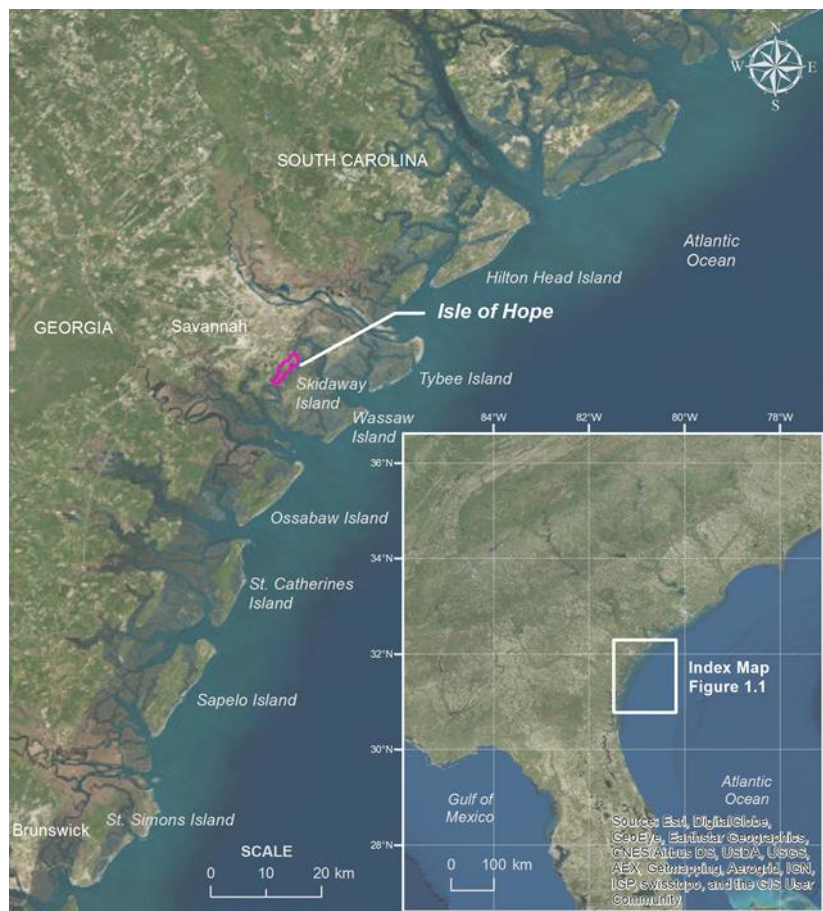 N
W
E
S
SOUTH CAROLINA
Atlantic
Ocean
Hilton Head Island
Isle of Hope
GEORGIA
Savannah
Skidaway
Island
Tybee Island
Wassaw
Island
84°W
82°W
80°W
78°W
36°N
Ossabaw Island
34°N
St. Catherines
Island
32°N
Index Map
Figure 1.1
Sapelo Island
30°N
Gulf of
Mexico
Atlantic
Ocean
St. Simons Island
Brunswick
SCALE
0 10 20 km
28°N
0 100 km
Source: Esri, DigitalGlobe,
GeoEye, Earthstar Geographics,
CNES/Airbus DS, USDA, USGS,
AEX, Getmapping, Aerogrid, IGN,
IGP, swisstopo, and the GIS User
Community